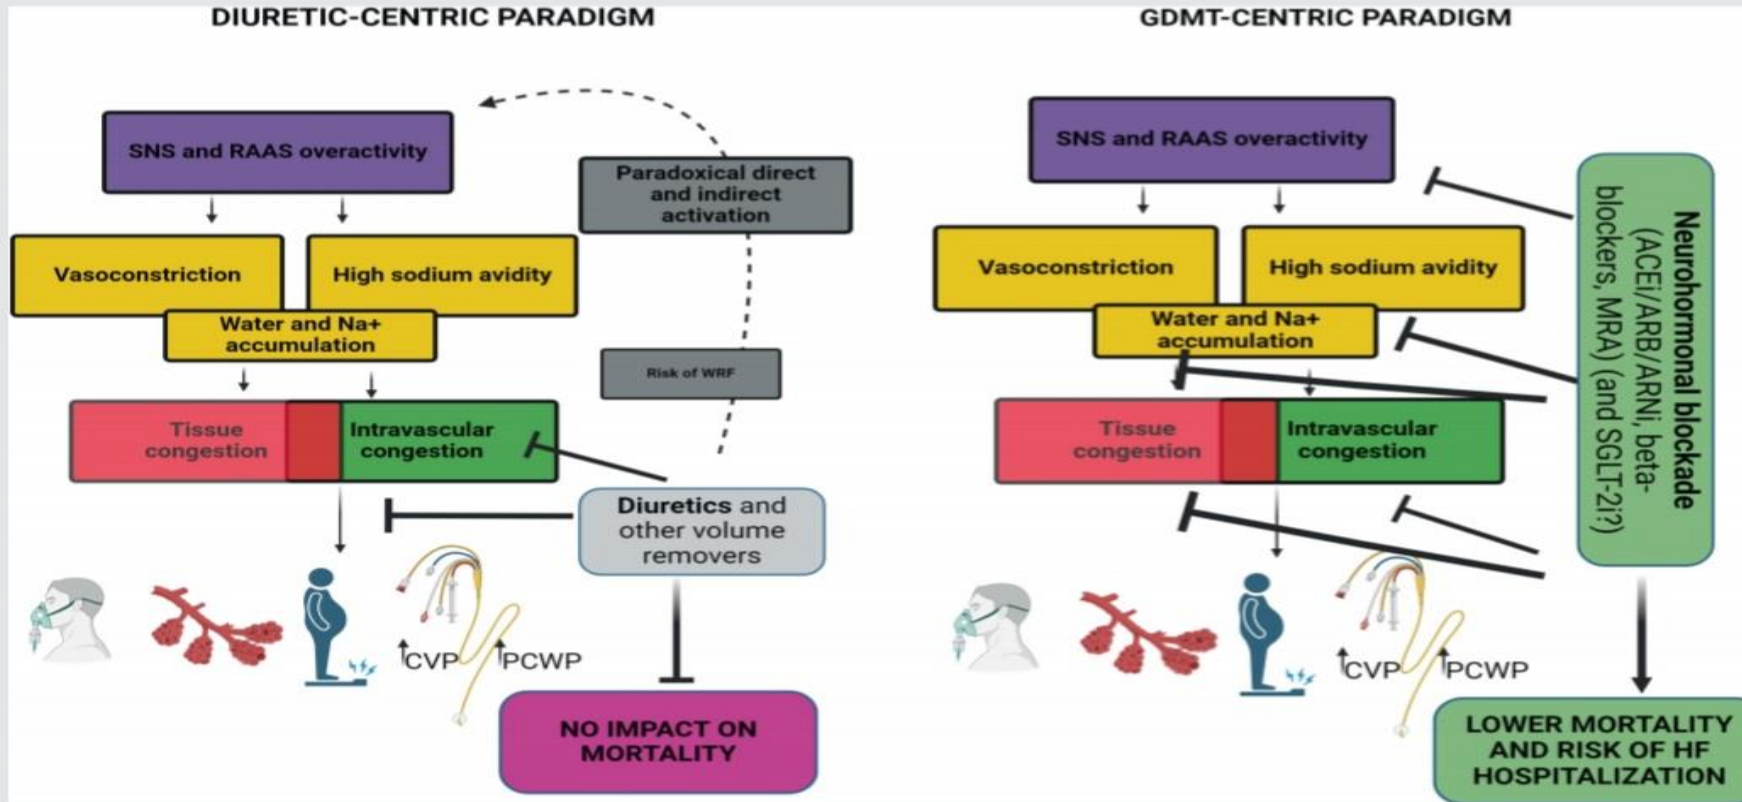 DIURETIC-CENTRIC PARADIGM
SNS and RAAS overactivity
Paradoxical direct
and indirect
activation
Vasoconstriction
High sodium avidity
Water and Na+
accumulation
Risk of WRF
Tissue
congestion
Intravascular
congestion
Diuretics and
other volume
removers
CVP
PCWP
NO IMPACT ON
MORTALITY
GDMT-CENTRIC PARADIGM
SNS and RAAS overactivity
Vasoconstriction
High sodium avidity
Water and Na+
accumulation
Tissue
congestion
Intravascular
congestion
Neurohormonal blockade
(ACEi/ARB/ARNi, beta-
blockers, MRA) (and SGLT-2i?)
CVP
PCWP
LOWER MORTALITY
AND RISK OF HF
HOSPITALIZATION